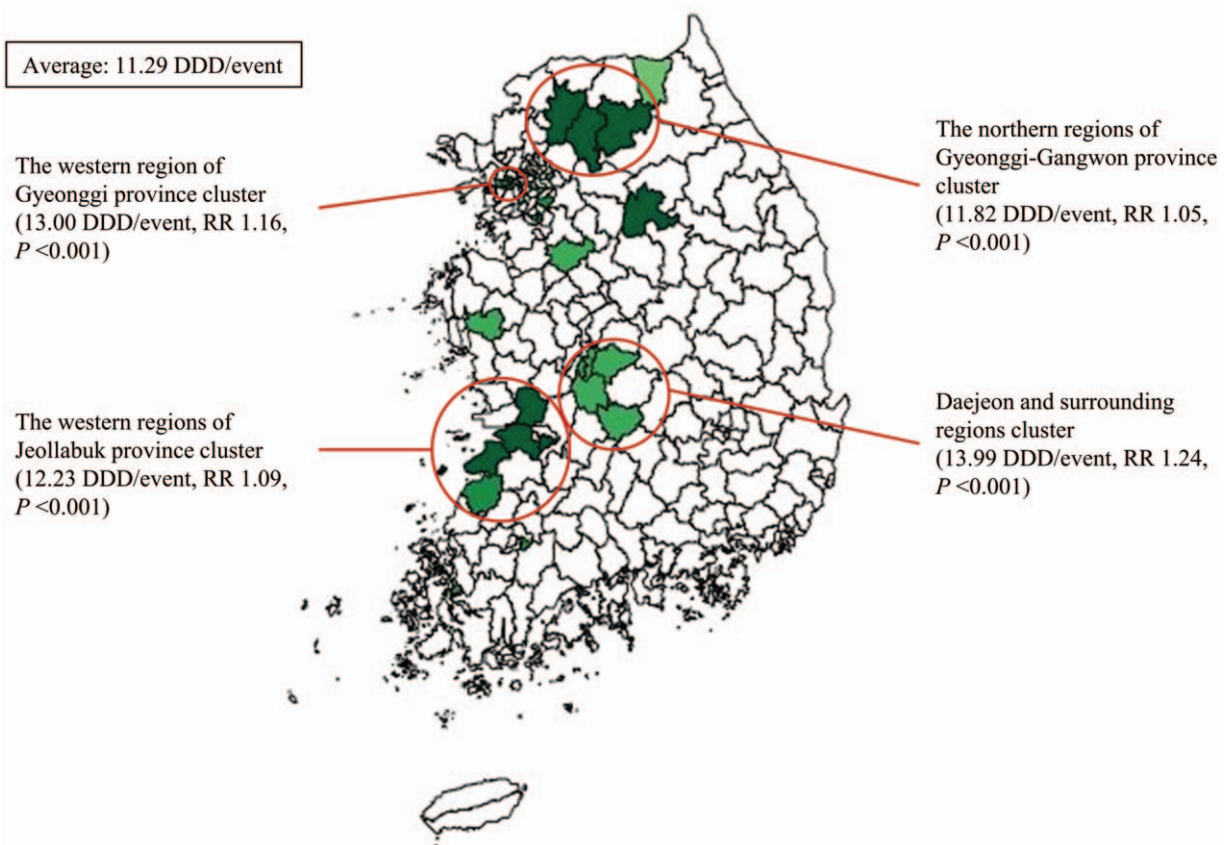 Average: 11.29 DDD/event
The western region of
Gyeonggi province cluster
(13.00 DDD/event, RR 1.16,
P <0.001)
The northern regions of
Gyeonggi-Gangwon province
cluster
(11.82 DDD/event, RR 1.05,
P <0.001)
The western regions of
Jeollabuk province cluster
(12.23 DDD/event, RR 1.09,
P <0.001)
Daejeon and surrounding
regions cluster
(13.99 DDD/event, RR 1.24,
P <0.001)